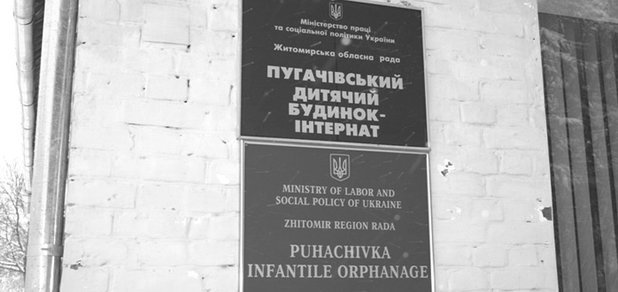 Міністерство праці
та соціальної політики України
Житомирська обласна рада
ПУГАЧІВСЬКИЙ
ДИТЯЧИЙ
БУДИНОК-
ІНТЕРНАТ
MINISTRY OF LABOR AND
SOCIAL POLICY OF UKRAINE
ZHITOMIR REGION RADA
PUHACHIVKA
INFANTILE ORPHANAGE